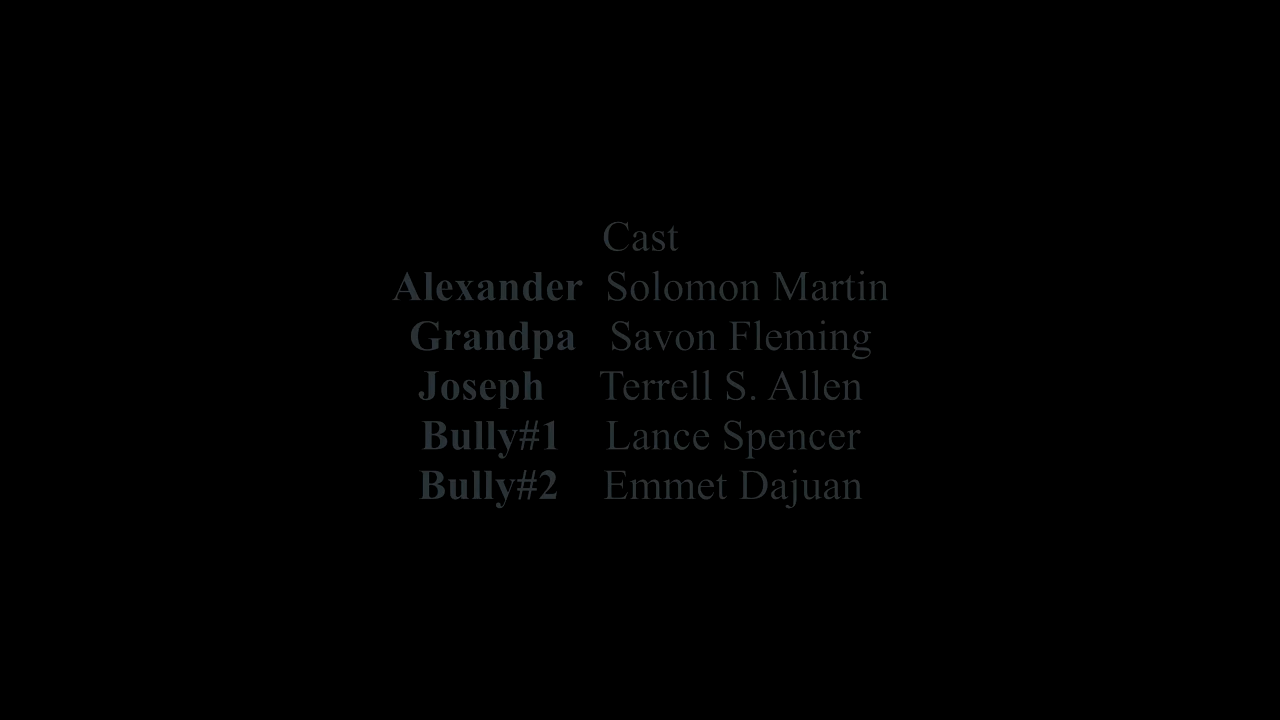 Cast
Alexander Solomon Martin
Grandpa Savon Fleming
Joseph Terrell S. Allen
Bully#1 Lance Spencer
Bully#2 Emmet Dajuan